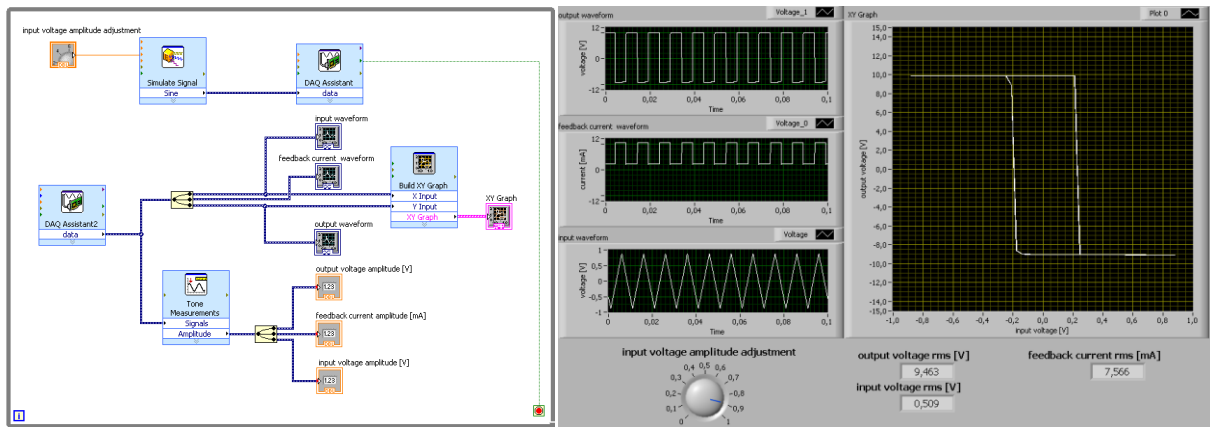 input voltage amplitude adjustment
Simulate Signal
Sine
DAQ Assistant
data
input waveform
feedback current waveform
Build XY Graph
X Input
Y Input
XY Graph
XY Graph
DAQ Assistant2
data
output waveform
output voltage amplitude [V]
1.23
Tone
Measurements
Signals
Amplitude
feedback current amplitude [mA]
1.23
input voltage amplitude [V]
1.23
i
output waveform
Voltage_1
voltage [V]
12
0
-12
0
0,02
0,04
0,06
0,08
0,1
Time
feedback current waveform
Voltage_0
current [mA]
12
0
-12
0
0,02
0,04
0,06
0,08
0,1
Time
input waveform
Voltage
voltage [V]
1
0,5
0
-0,5
-1
0
0,02
0,04
0,06
0,08
0,1
Time
XY Graph
Plot 0
output voltage [V]
15,0
14,0
12,0
10,0
8,0
6,0
4,0
2,0
0,0
-2,0
-4,0
-6,0
-8,0
-10,0
-12,0
-14,0
-15,0
-1,0
-0,8
-0,6
-0,4
-0,2
0,0
0,2
0,4
0,6
0,8
1,0
input voltage [V]
input voltage amplitude adjustment
0
0,1
0,2
0,3
0,4
0,5
0,6
0,7
0,8
0,9
1
output voltage rms [V]
9,463
feedback current rms [mA]
7,566
input voltage rms [V]
0,509